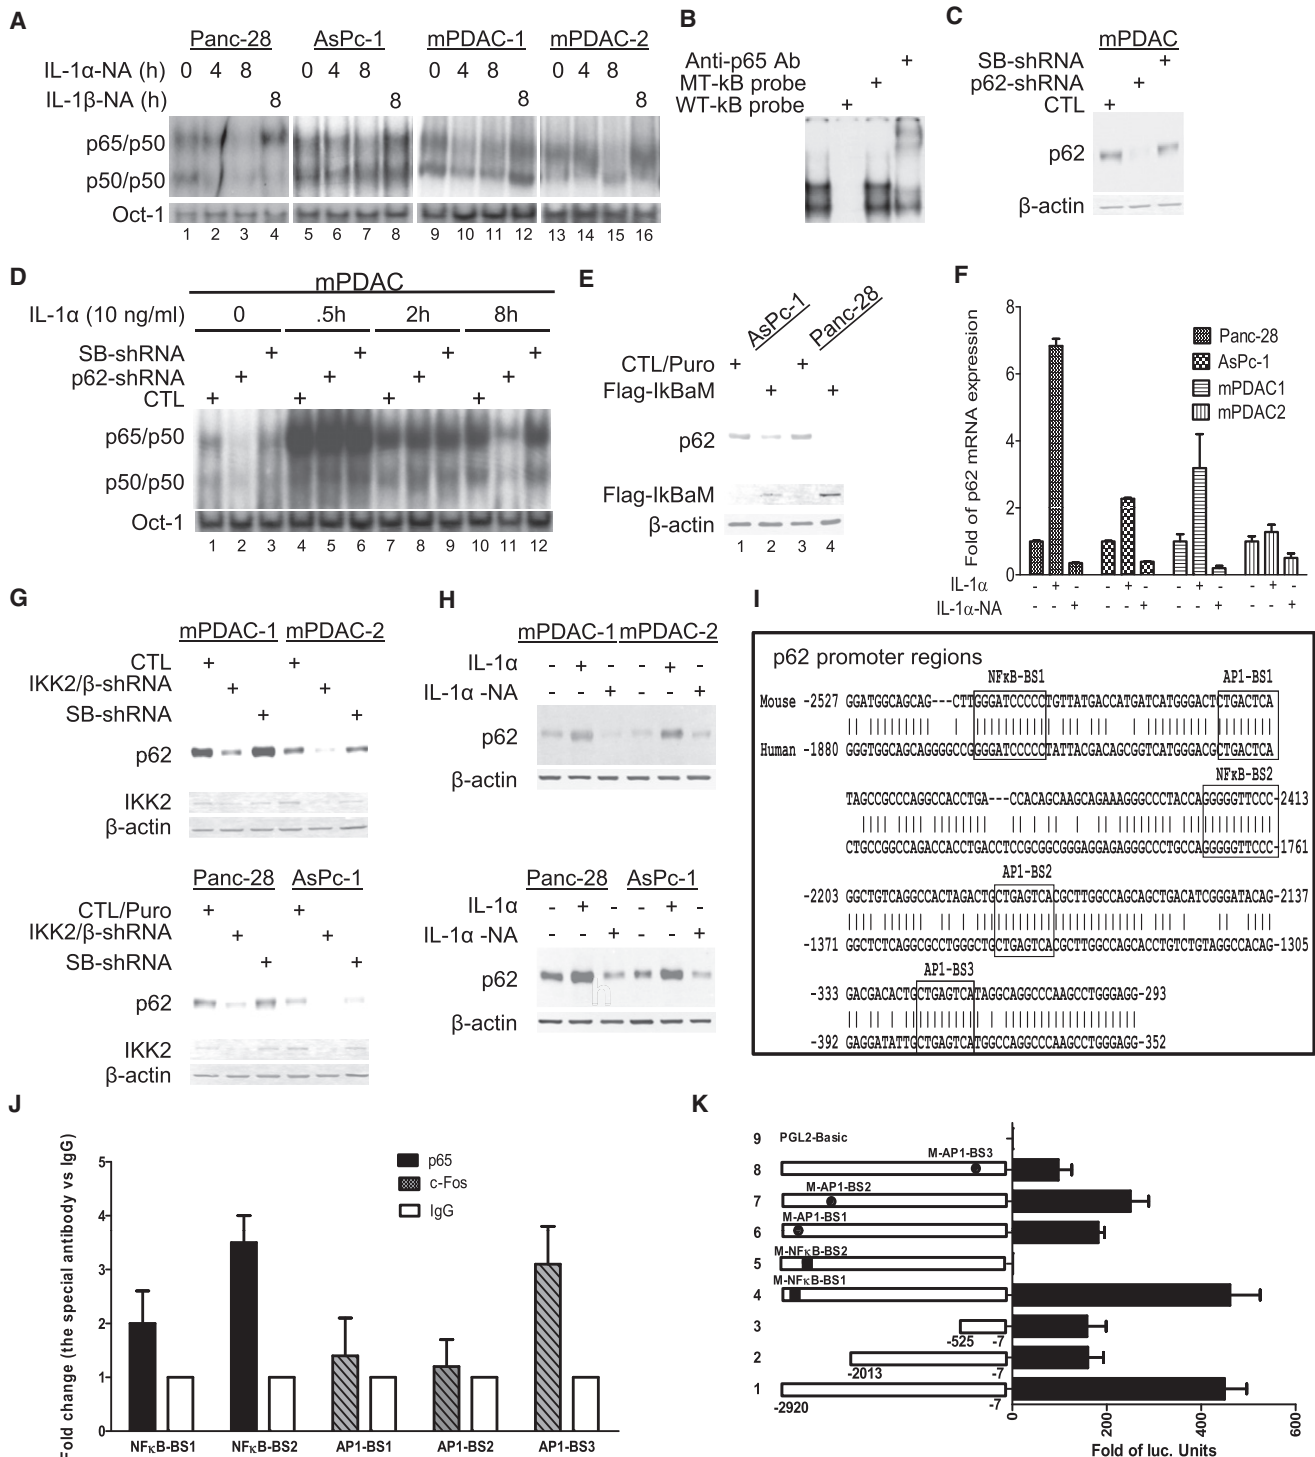 A
Panc-28 AsPc-1 mPDAC-1 mPDAC-2
IL-1α-NA (h) 0 4 8 0 4 8 0 4 8 0 4 8
IL-1β-NA (h) 8 8 8 8
p65/p50
p50/p50
Oct-1
1 2 3 4 5 6 7 8 9 10 11 12 13 14 15 16
B
Anti-p65 Ab +
MT-kB probe +
WT-kB probe +
C
mPDAC
SB-shRNA +
p62-shRNA +
CTL +
p62
β-actin
D
mPDAC
IL-1α (10 ng/ml) 0 .5h 2h 8h
SB-shRNA + + + +
p62-shRNA + + + +
CTL + + + +
p65/p50
p50/p50
Oct-1
1 2 3 4 5 6 7 8 9 10 11 12
E
AsPc-1 Panc-28
CTL/Puro + +
Flag-IkBaM + +
p62
Flag-IkBaM
β-actin
1 2 3 4
F
Fold of p62 mRNA expression
8
6
4
2
0
Panc-28
AsPc-1
mPDAC1
mPDAC2
IL-1α - + - - + - - + - - + -
IL-1α-NA - - + - - + - - + - - +
G
mPDAC-1 mPDAC-2
CTL + +
IKK2/β-shRNA + +
SB-shRNA + +
p62
IKK2
β-actin
Panc-28 AsPc-1
CTL/Puro + +
IKK2/β-shRNA + +
SB-shRNA + +
p62
IKK2
β-actin
H
mPDAC-1 mPDAC-2
IL-1α - + - - + -
IL-1α -NA - - + - - +
p62
β-actin
Panc-28 AsPc-1
IL-1α - + - - + -
IL-1α -NA - - + - - +
p62
h
β-actin
I
p62 promoter regions
NFκB-BS1 AP1-BS1
Mouse -2527 GGATGGCAGCAG---CTTGGGATCCCCCTGTTATGACCATGATCATGGGACTCTGACTCA
Human -1880 GGGTGGCAGCAGGGGCCGGGGATCCCCCTATTACGACAGCGGTCATGGGACGCTGACTCA
NFκB-BS2
TAGCCGCCCAGGCCACCTGA---CCACAGCAAGCAGAAAGGGCCCTACCAGGGGGTTCCC-2413
CTGCCGGCCAGACCACCTGACCTCCGCGGCGGGAGGAGAGGGCCCTGCCAGGGGGTTCCC-1761
AP1-BS2
-2203 GGCTGTCAGGCCACTAGACTGCTGAGTCACGCTTGGCCAGCAGCTGACATCGGGATACAG-2137
-1371 GGCTCTCAGGCGCCTGGGCTGCTGAGTCACGCTTGGCCAGCACCTGTCTGTAGGCCACAG-1305
AP1-BS3
-333 GACGACACTGCTGAGTCATAGGCAGGCCCAAGCCTGGGAGG-293
-392 GAGGATATTGCTGAGTCATGGCCAGGCCCAAGCCTGGGAGG-352
J
Fold change (the special antibody vs IgG)
5
4
3
2
1
0
p65
c-Fos
IgG
NFκB-BS1 NFκB-BS2 AP1-BS1 AP1-BS2 AP1-BS3
K
9 PGL2-Basic
8 M-AP1-BS3
7 M-AP1-BS2
6 M-AP1-BS1
5 M-NFκB-BS2
4 M-NFκB-BS1
3 -525 -7
2 -2013 -7
1 -2920 -7
0 200 400 600
Fold of luc. Units